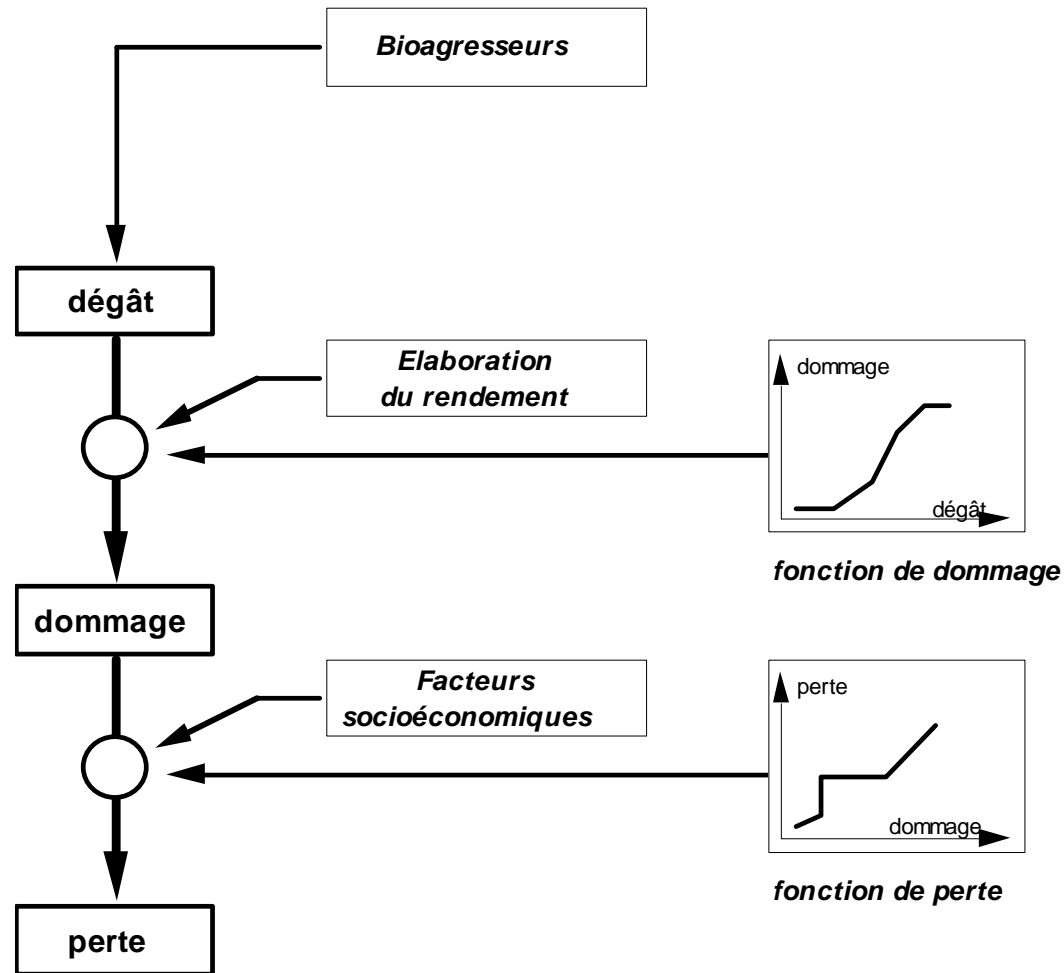 Bioagresseurs
dégât
Elaboration
du rendement
dommage
dégât
fonction de dommage
dommage
Facteurs
socioéconomiques
perte
dommage
fonction de perte
perte